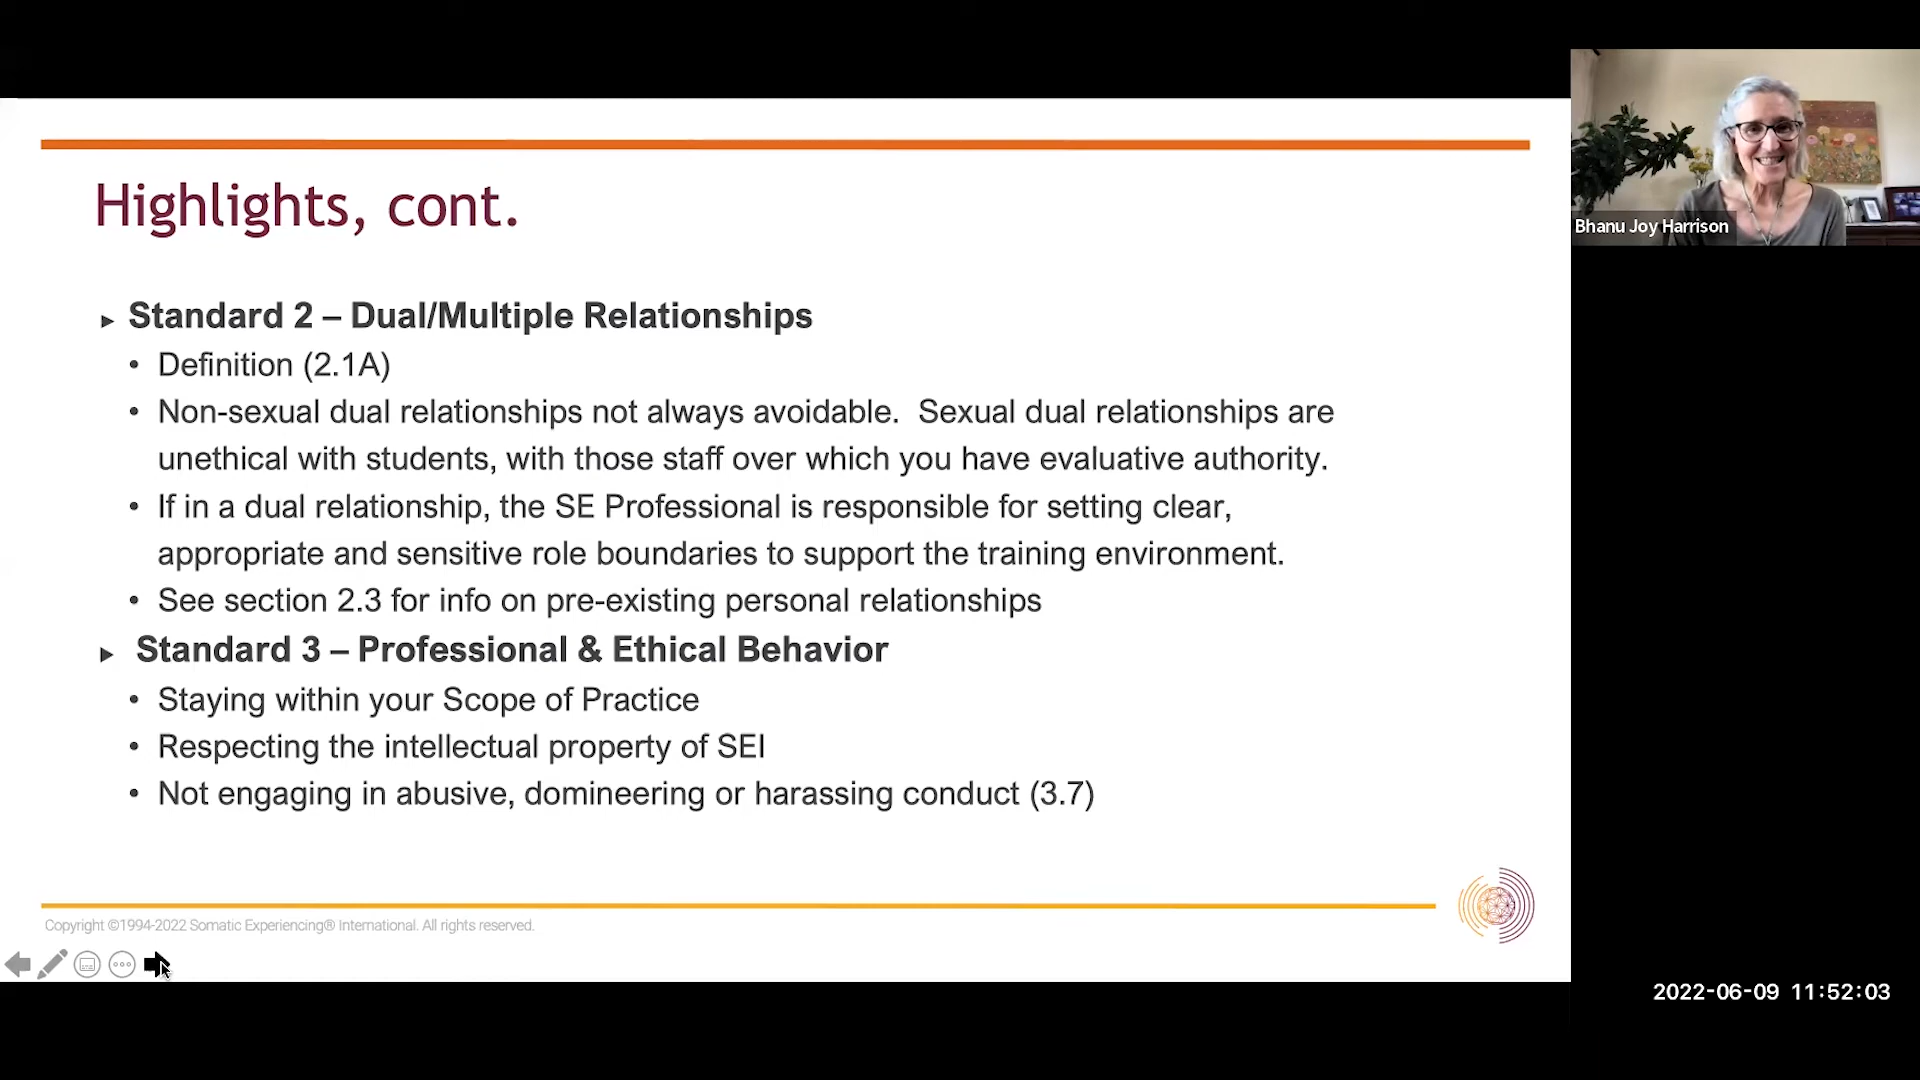 Highlights, cont.
Standard 2 – Dual/Multiple Relationships
• Definition (2.1A)
• Non-sexual dual relationships not always avoidable.  Sexual dual relationships are
unethical with students, with those staff over which you have evaluative authority.
• If in a dual relationship, the SE Professional is responsible for setting clear,
appropriate and sensitive role boundaries to support the training environment.
• See section 2.3 for info on pre-existing personal relationships
Standard 3 – Professional & Ethical Behavior
• Staying within your Scope of Practice
• Respecting the intellectual property of SEI
• Not engaging in abusive, domineering or harassing conduct (3.7)
Copyright ©1994-2022 Somatic Experiencing® International. All rights reserved.
Bhanu Joy Harrison
2022-06-09 11:52:03